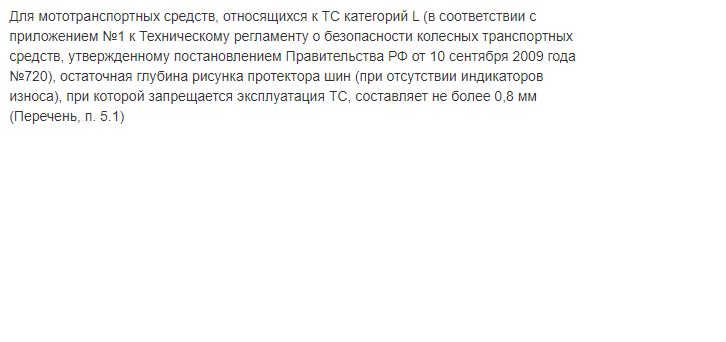 Для мототранспортных средств, относящихся к ТС категорий L (в соответствии с
приложением №1 к Техническому регламенту о безопасности колесных транспортных
средств, утвержденному постановлением Правительства РФ от 10 сентября 2009 года
№720), остаточная глубина рисунка протектора шин (при отсутствии индикаторов
износа), при которой запрещается эксплуатация ТС, составляет не более 0,8 мм
(Перечень, п. 5.1)